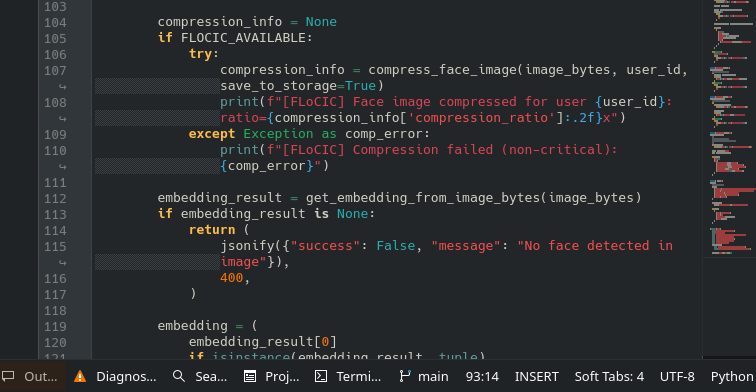 103
104 compression_info = None
105 if FLOCIC_AVAILABLE:
106 try:
107 compression_info = compress_face_image(image_bytes, user_id,
↪ save_to_storage=True)
108 print(f"[FLoCIC] Face image compressed for user {user_id}:
↪ ratio={compression_info['compression_ratio']:.2f}x")
109 except Exception as comp_error:
110 print(f"[FLoCIC] Compression failed (non-critical):
↪ {comp_error}")
111
112 embedding_result = get_embedding_from_image_bytes(image_bytes)
113 if embedding_result is None:
114 return (
115 jsonify({"success": False, "message": "No face detected in
↪ image"}),
116 400,
117 )
118
119 embedding = (
120 embedding_result[0]
121 if isinstance(embedding_result, tuple)
Out... Diagnos... Sea... Proj... Termi... main 93:14 INSERT Soft Tabs: 4 UTF-8 Python